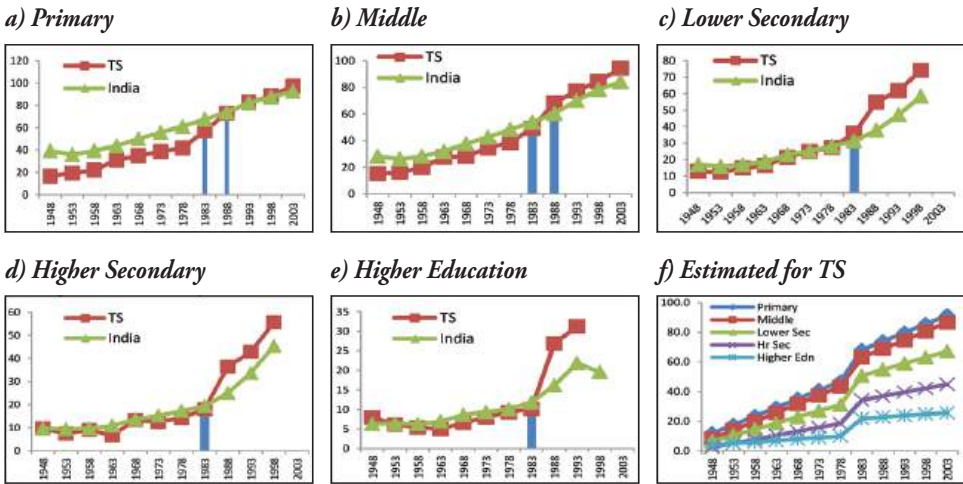 a) Primary
b) Middle
c) Lower Secondary
120
100
80
60
40
20
0
TS
India
1948 1953 1958 1963 1968 1973 1978 1983 1988 1993 1998 2003
100
80
60
40
20
0
TS
India
1948 1953 1958 1963 1968 1973 1978 1983 1988 1993 1998 2003
80
70
60
50
40
30
20
10
0
TS
India
1948 1953 1958 1963 1968 1973 1978 1983 1988 1993 1998 2003
d) Higher Secondary
e) Higher Education
f) Estimated for TS
60
50
40
30
20
10
0
TS
India
1948 1953 1958 1963 1968 1973 1978 1983 1988 1993 1998 2003
35
30
25
20
15
10
5
0
TS
India
1948 1953 1958 1963 1968 1973 1978 1983 1988 1993 1998 2003
100.0
80.0
60.0
40.0
20.0
0.0
Primary
Middle
Lower Sec
Hr Sec
Higher Edn
1948 1953 1958 1963 1968 1973 1978 1983 1988 1993 1998 2003